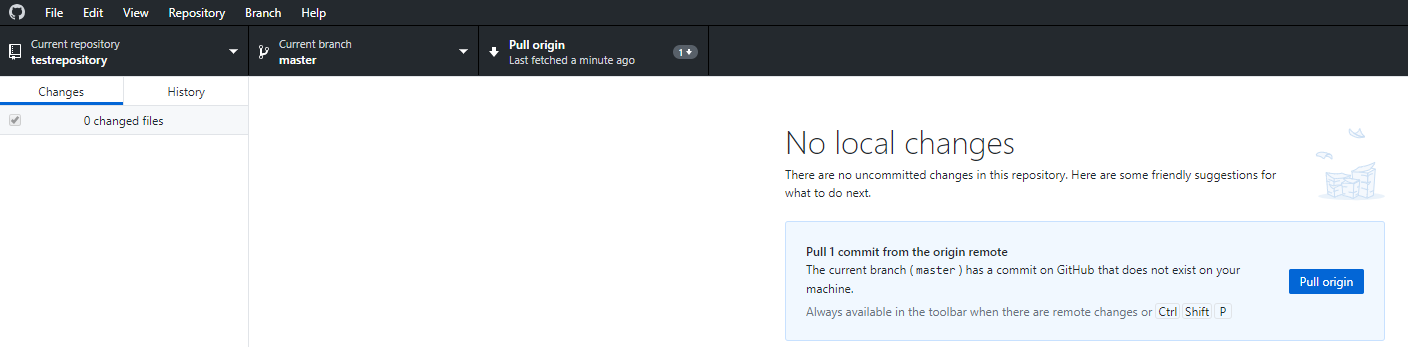 File Edit View Repository Branch Help
Current repository
testrepository
Current branch
master
Pull origin
Last fetched a minute ago
1
Changes History
0 changed files
No local changes
There are no uncommitted changes in this repository. Here are some friendly suggestions for
what to do next.
Pull 1 commit from the origin remote
The current branch (master) has a commit on GitHub that does not exist on your
machine.
Always available in the toolbar when there are remote changes or Ctrl Shift P
Pull origin